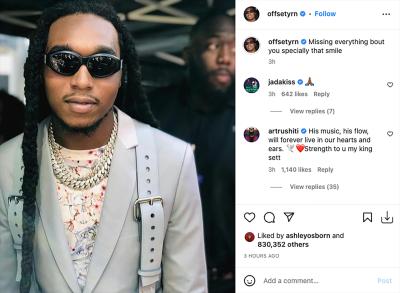 offsetyrn • Follow
offsetyrn Missing everything bout
you specially that smile
3h
jadakiss 🙏🏾
3h 642 likes Reply
View replies (7)
artrushiti His music, his flow,
will forever live in our hearts and
ears. 🕊️❤️Strength to u my king
sett
3h 1,140 likes Reply
View replies (35)
Liked by ashleyosborn and
830,352 others
3 HOURS AGO
Add a comment... Post